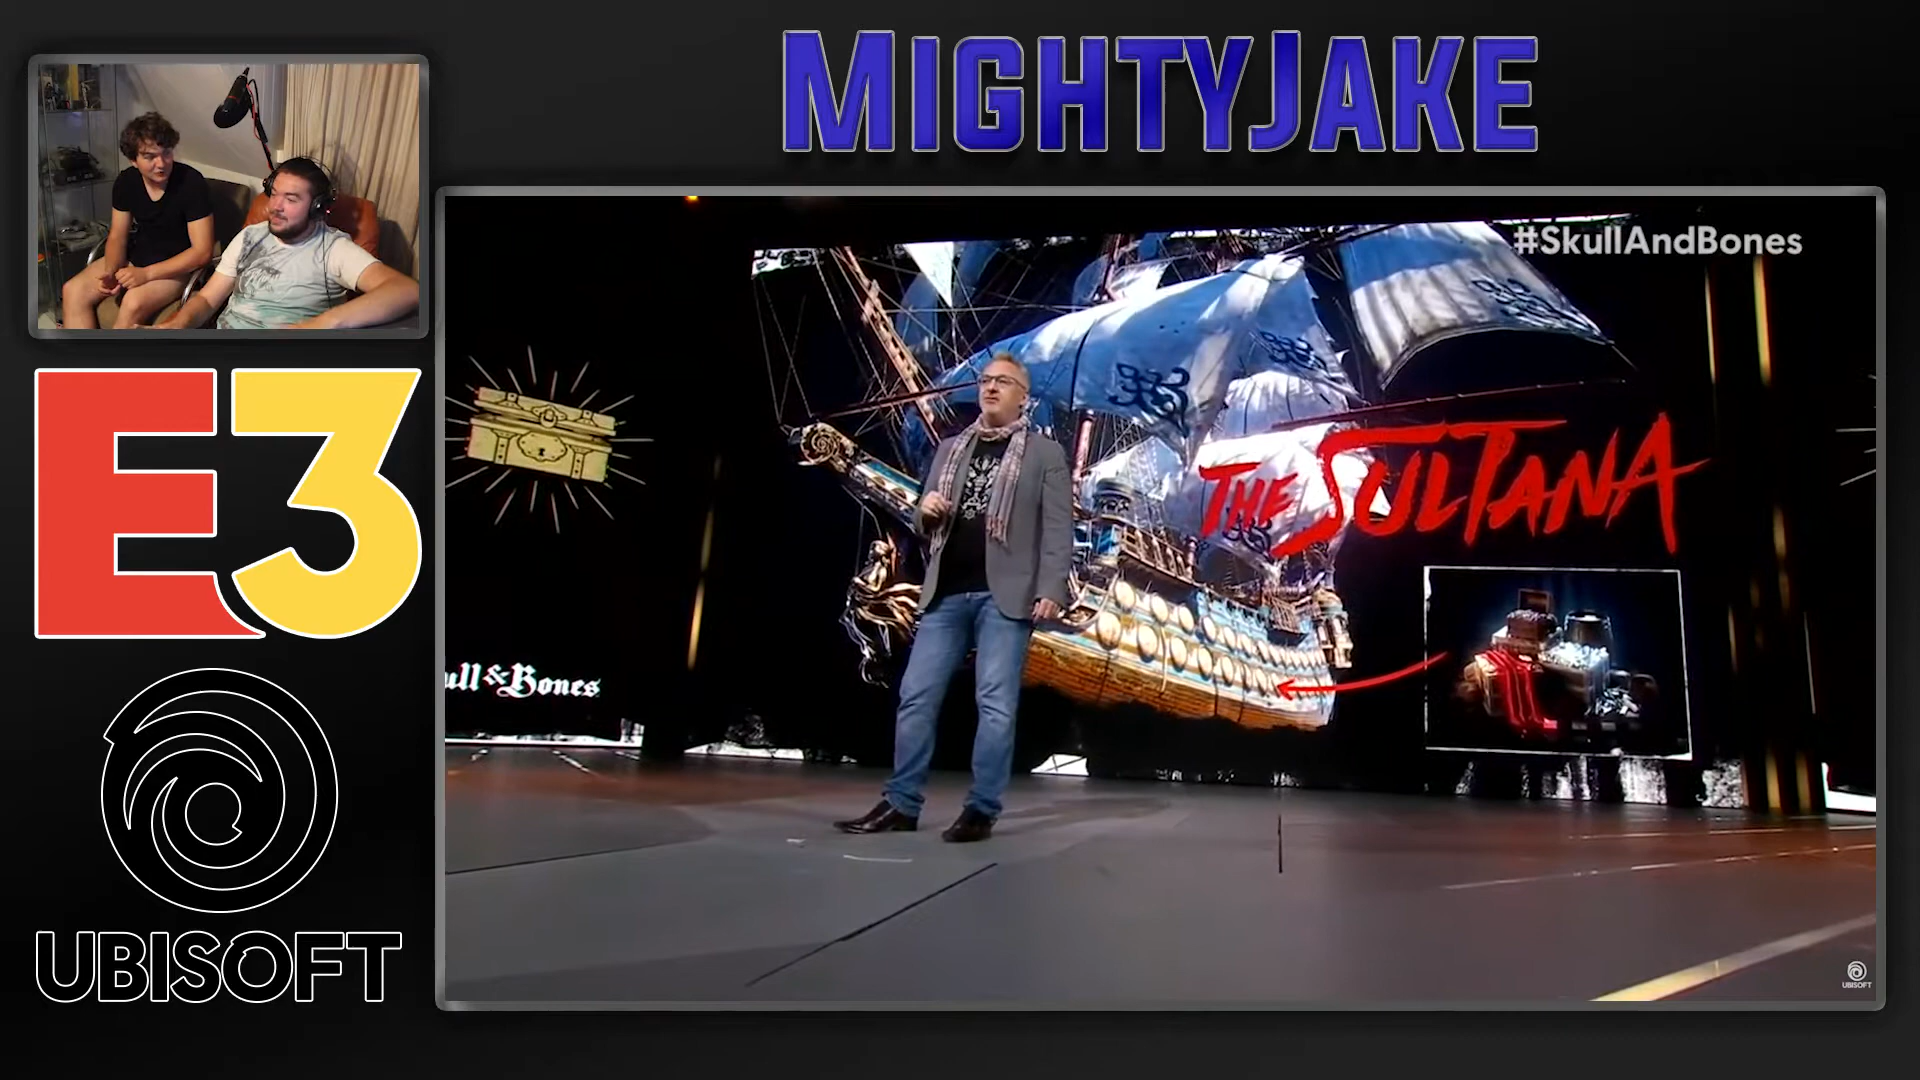 MIGHTYJAKE
#SkullAndBones
THE SULTANA
ull&Bones
E3
UBISOFT
UBISOFT